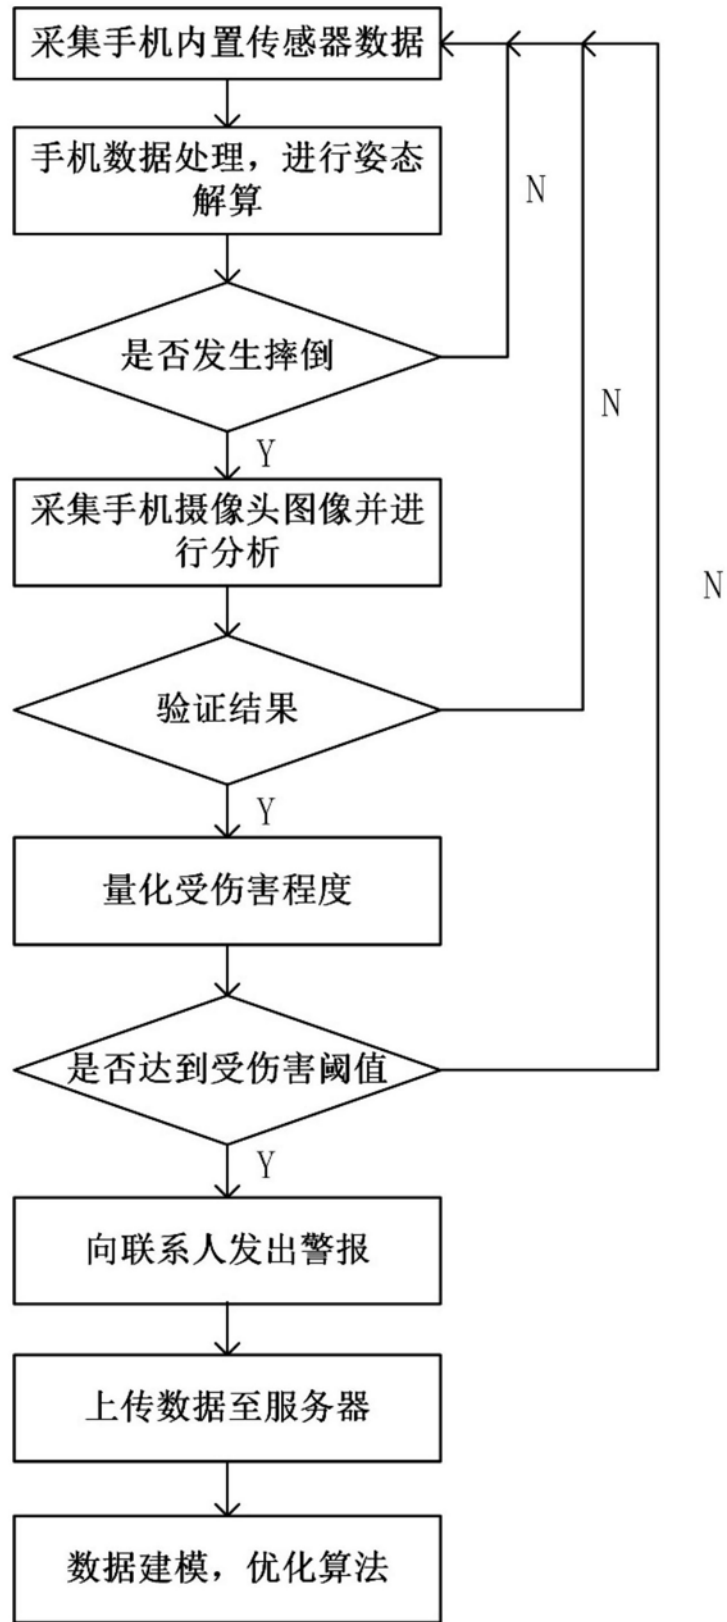 采集手机内置传感器数据
手机数据处理，进行姿态
解算
N
是否发生摔倒
N
Y
采集手机摄像头图像并进
行分析
N
验证结果
Y
量化受伤害程度
是否达到受伤害阈值
Y
向联系人发出警报
上传数据至服务器
数据建模，优化算法